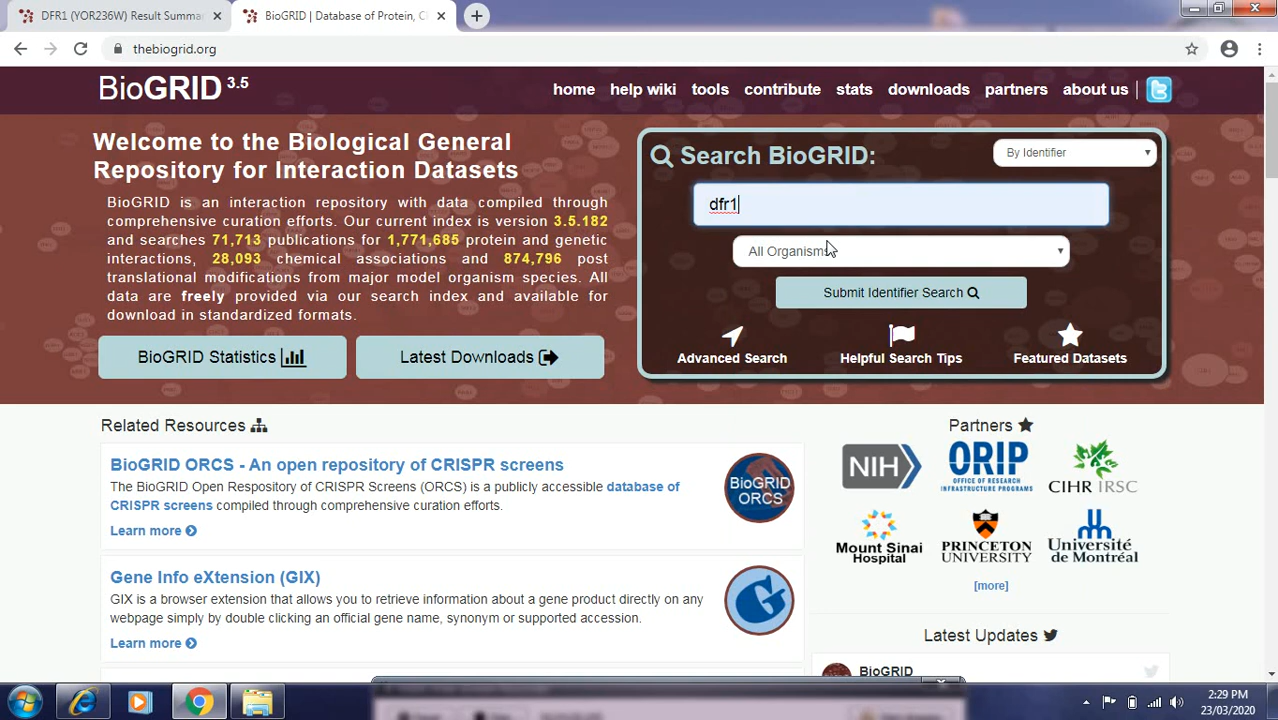 DFR1 (YOR236W) Result Summar
BioGRID | Database of Protein, C
thebiogrid.org
BioGRID 3.5
home help wiki tools contribute stats downloads partners about us
Welcome to the Biological General
Repository for Interaction Datasets
BioGRID is an interaction repository with data compiled through
comprehensive curation efforts. Our current index is version 3.5.182
and searches 71,713 publications for 1,771,685 protein and genetic
interactions, 28,093 chemical associations and 874,796 post
translational modifications from major model organism species. All
data are freely provided via our search index and available for
download in standardized formats.
BioGRID Statistics
Latest Downloads
Search BioGRID:
By Identifier
dfr1
All Organisms
Submit Identifier Search
Advanced Search
Helpful Search Tips
Featured Datasets
Related Resources
BioGRID ORCS - An open repository of CRISPR screens
The BioGRID Open Respository of CRISPR Screens (ORCS) is a publicly accessible database of
CRISPR screens compiled through comprehensive curation efforts.
Learn more
BioGRID
ORCS
Gene Info eXtension (GIX)
GIX is a browser extension that allows you to retrieve information about a gene product directly on any
webpage simply by double clicking an official gene name, synonym or supported accession.
Learn more
Partners
NIH
ORIP
OFFICE OF RESEARCH
INFRASTRUCTURE PROGRAMS
CIHR IRSC
Mount Sinai
Hospital
PRINCETON
UNIVERSITY
Université
de Montréal
[more]
Latest Updates
BioGRID
2:29 PM
23/03/2020